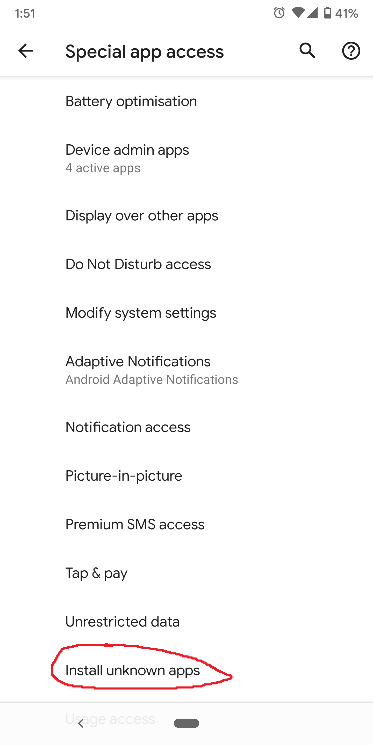 1:51
41%
Special app access
Battery optimisation
Device admin apps
4 active apps
Display over other apps
Do Not Disturb access
Modify system settings
Adaptive Notifications
Android Adaptive Notifications
Notification access
Picture-in-picture
Premium SMS access
Tap & pay
Unrestricted data
Install unknown apps
Usage access